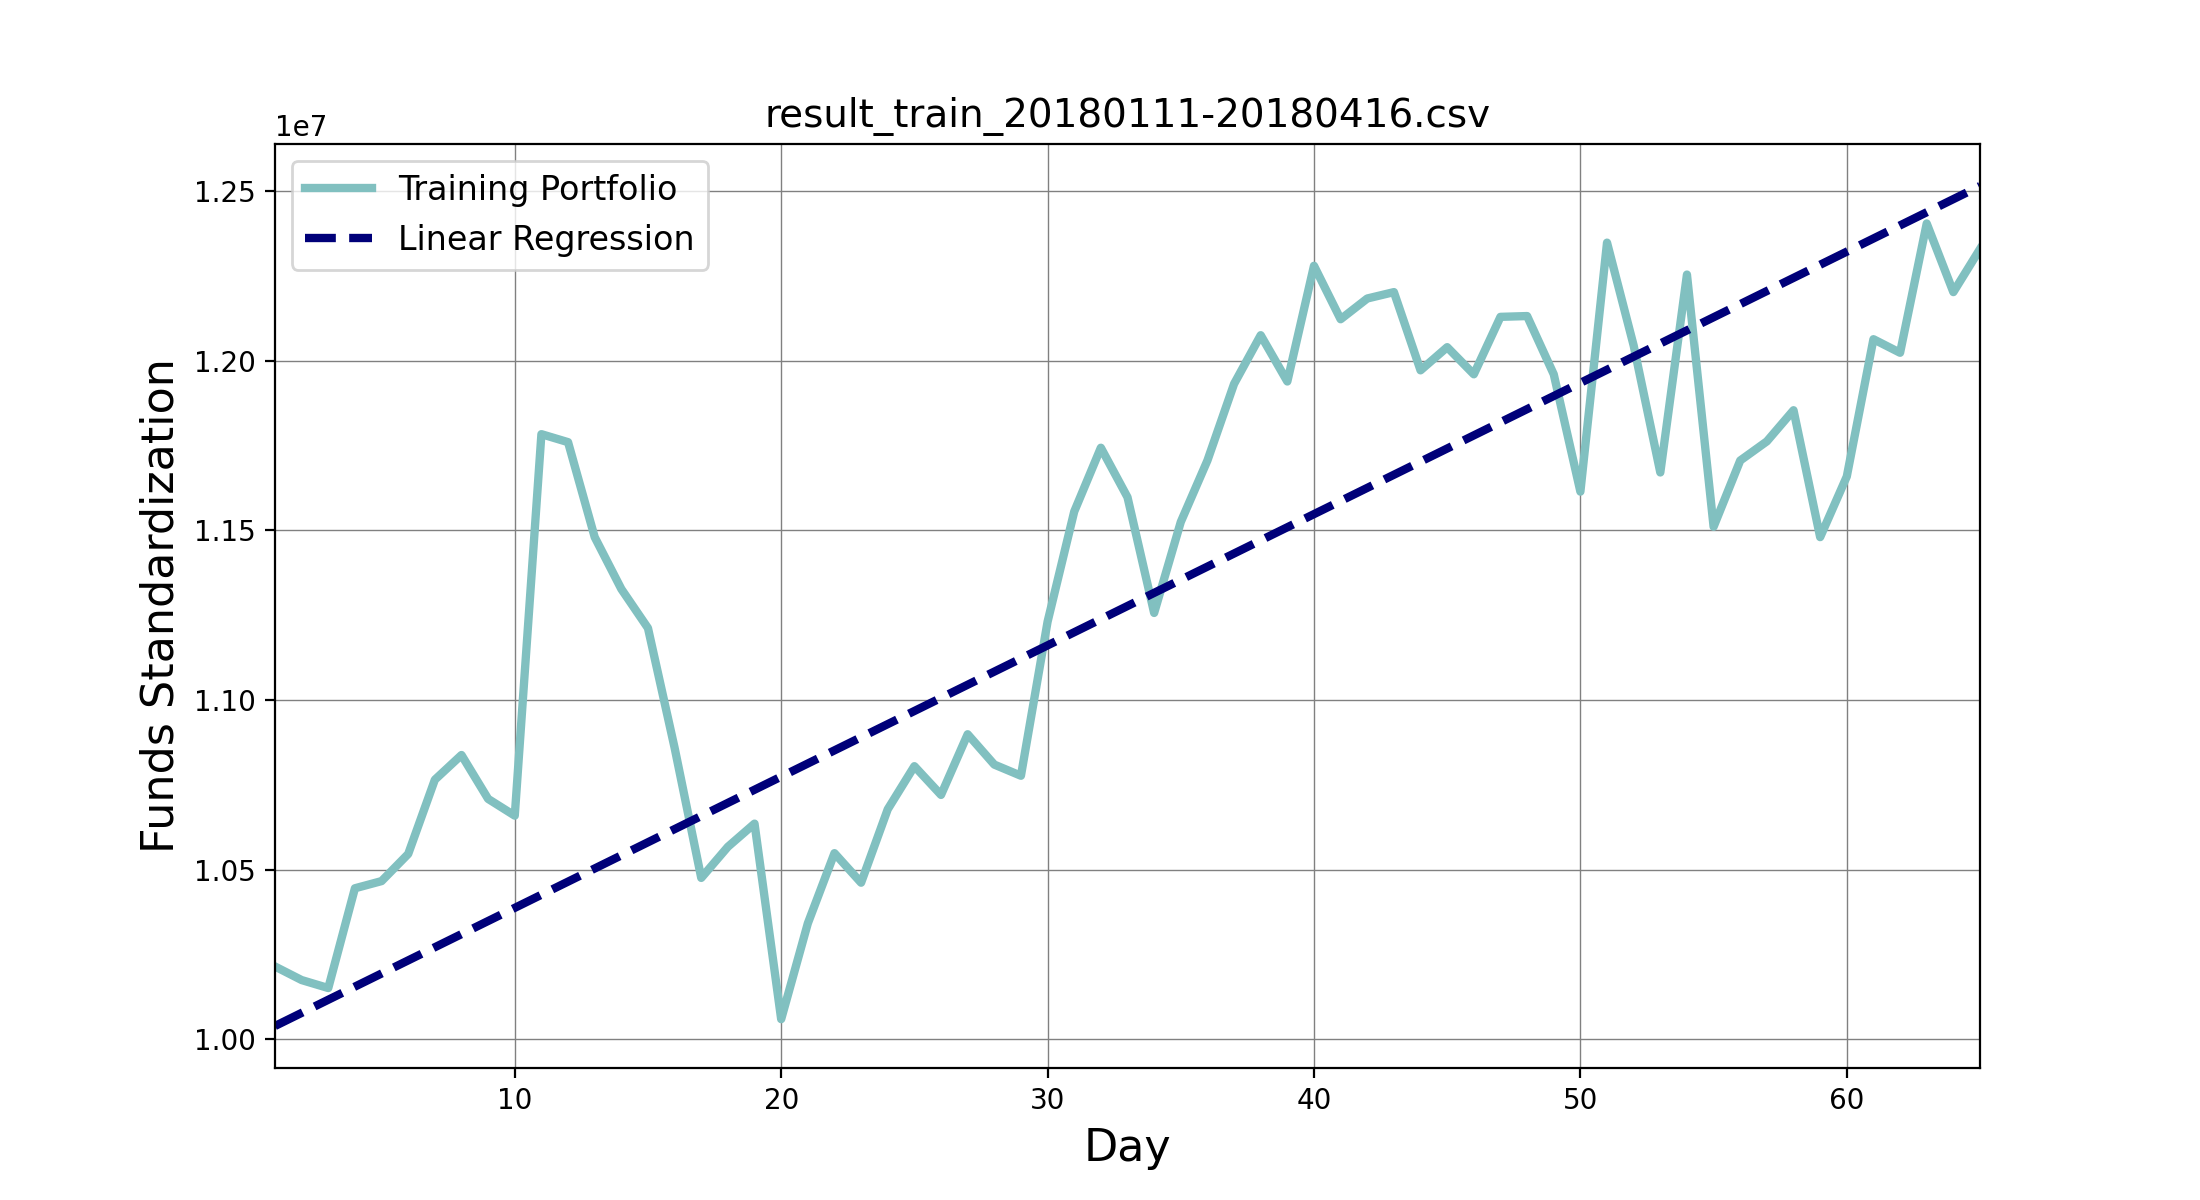 result_train_20180111-20180416.csv
1e7
Training Portfolio
Linear Regression
1.25
1.20
1.15
1.10
1.05
1.00
Funds Standardization
10 20 30 40 50 60
Day